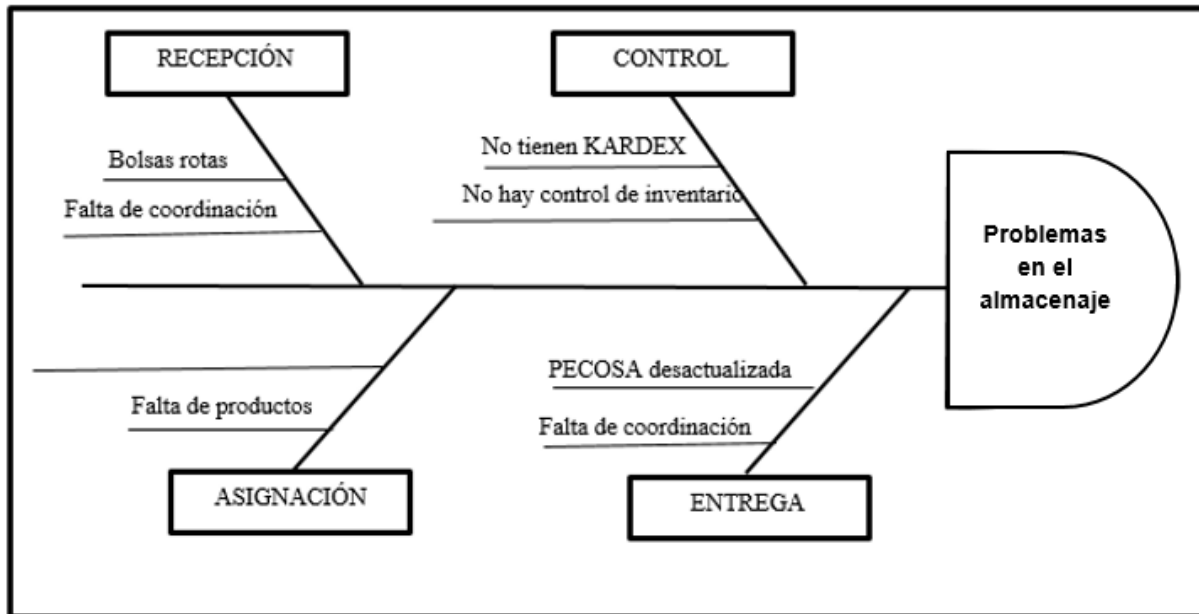 RECEPCIÓN
CONTROL
Bolsas rotas
Falta de coordinación
No tienen KARDEX
No hay control de inventario
Problemas
en el
almacenaje
Falta de productos
ASIGNACIÓN
PECOSA desactualizada
Falta de coordinación
ENTREGA